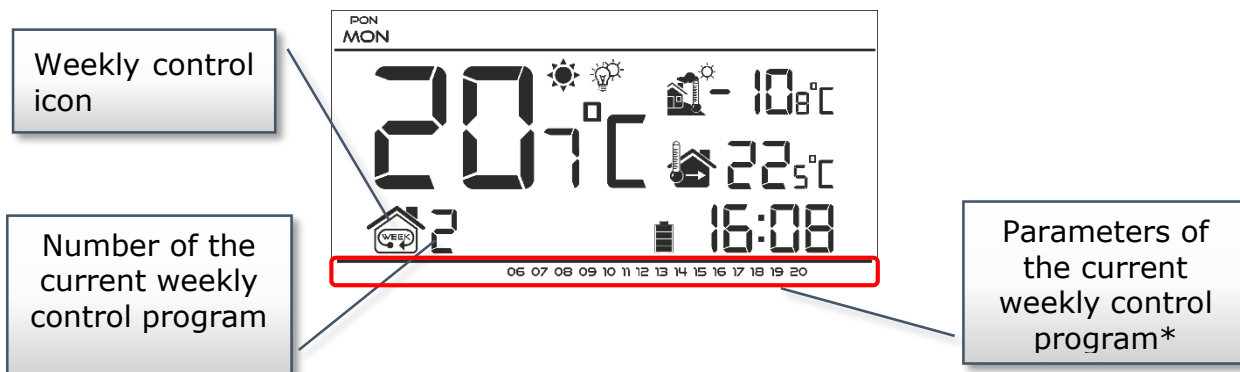 PON
MON
Weekly control
icon
20 7°C
- 10 8°C
22 5°C
WEEK
2
16:08
Number of the
current weekly
control program
06 07 08 09 10 11 12 13 14 15 16 17 18 19 20
Parameters of
the current
weekly control
program*